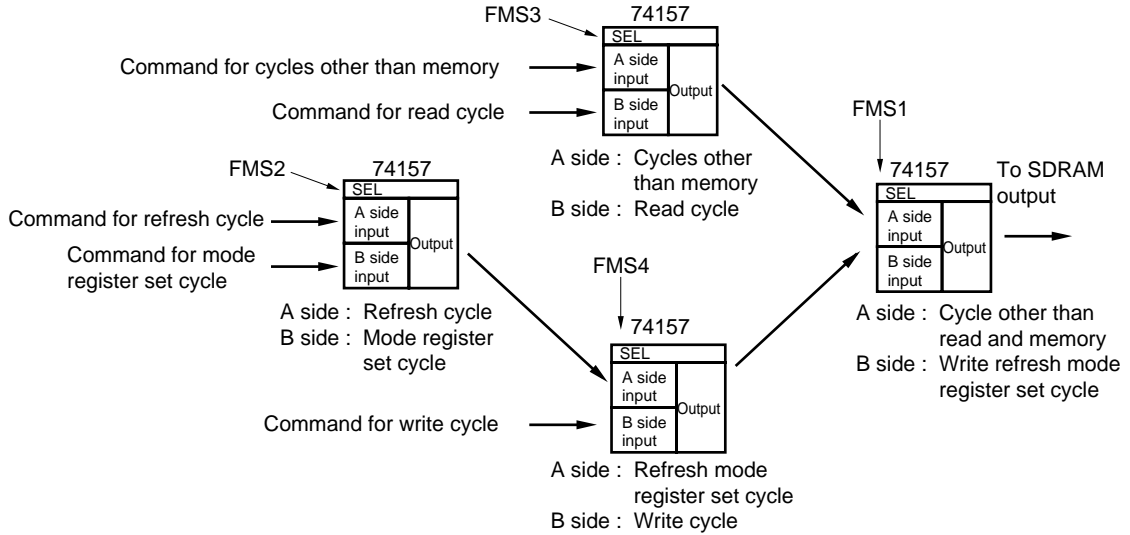 FMS3
74157
SEL
Command for cycles other than memory
A side
input
Output
Command for read cycle
B side
input
A side : Cycles other
than memory
B side : Read cycle
FMS2
74157
SEL
Command for refresh cycle
A side
input
Output
Command for mode
register set cycle
B side
input
A side : Refresh cycle
B side : Mode register
set cycle
FMS4
74157
SEL
A side
input
Output
Command for write cycle
B side
input
A side : Refresh mode
register set cycle
B side : Write cycle
FMS1
74157
SEL
A side
input
Output
B side
input
To SDRAM
output
A side : Cycle other than
read and memory
B side : Write refresh mode
register set cycle